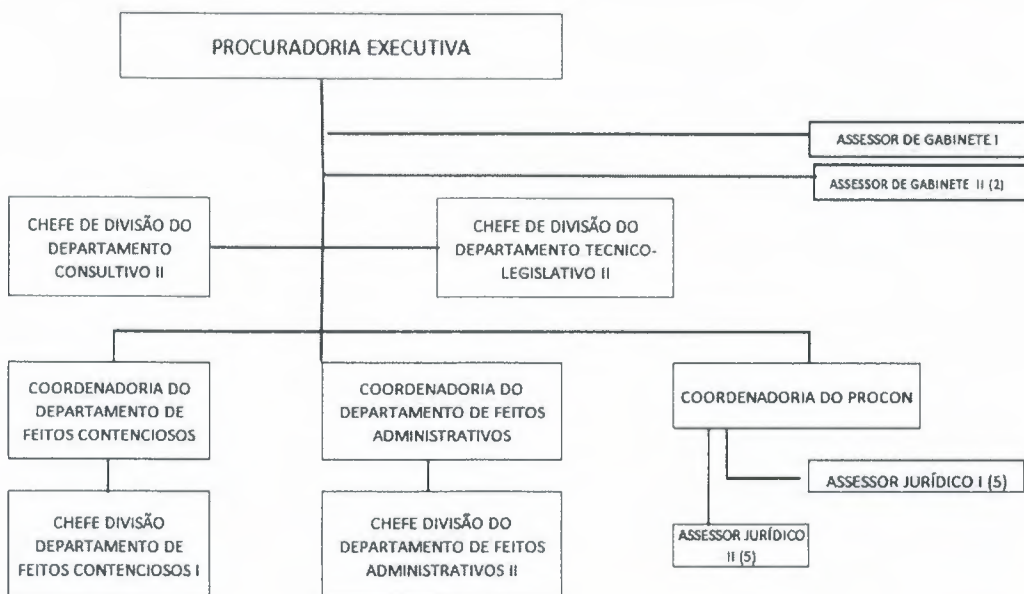 PROCURADORIA EXECUTIVA
ASSESSOR DE GABINETE I
ASSESSOR DE GABINETE II (2)
CHEFE DE DIVISÃO DO
DEPARTAMENTO
CONSULTIVO II
CHEFE DE DIVISÃO DO
DEPARTAMENTO TECNICO-
LEGISLATIVO II
COORDENADORIA DO
DEPARTAMENTO DE
FEITOS CONTENCIOSOS
COORDENADORIA DO
DEPARTAMENTO DE FEITOS
ADMINISTRATIVOS
COORDENADORIA DO PROCON
ASSESSOR JURÍDICO I (5)
ASSESSOR JURÍDICO
II (5)
CHEFE DIVISÃO
DEPARTAMENTO DE
FEITOS CONTENCIOSOS I
CHEFE DIVISÃO DO
DEPARTAMENTO DE FEITOS
ADMINISTRATIVOS II